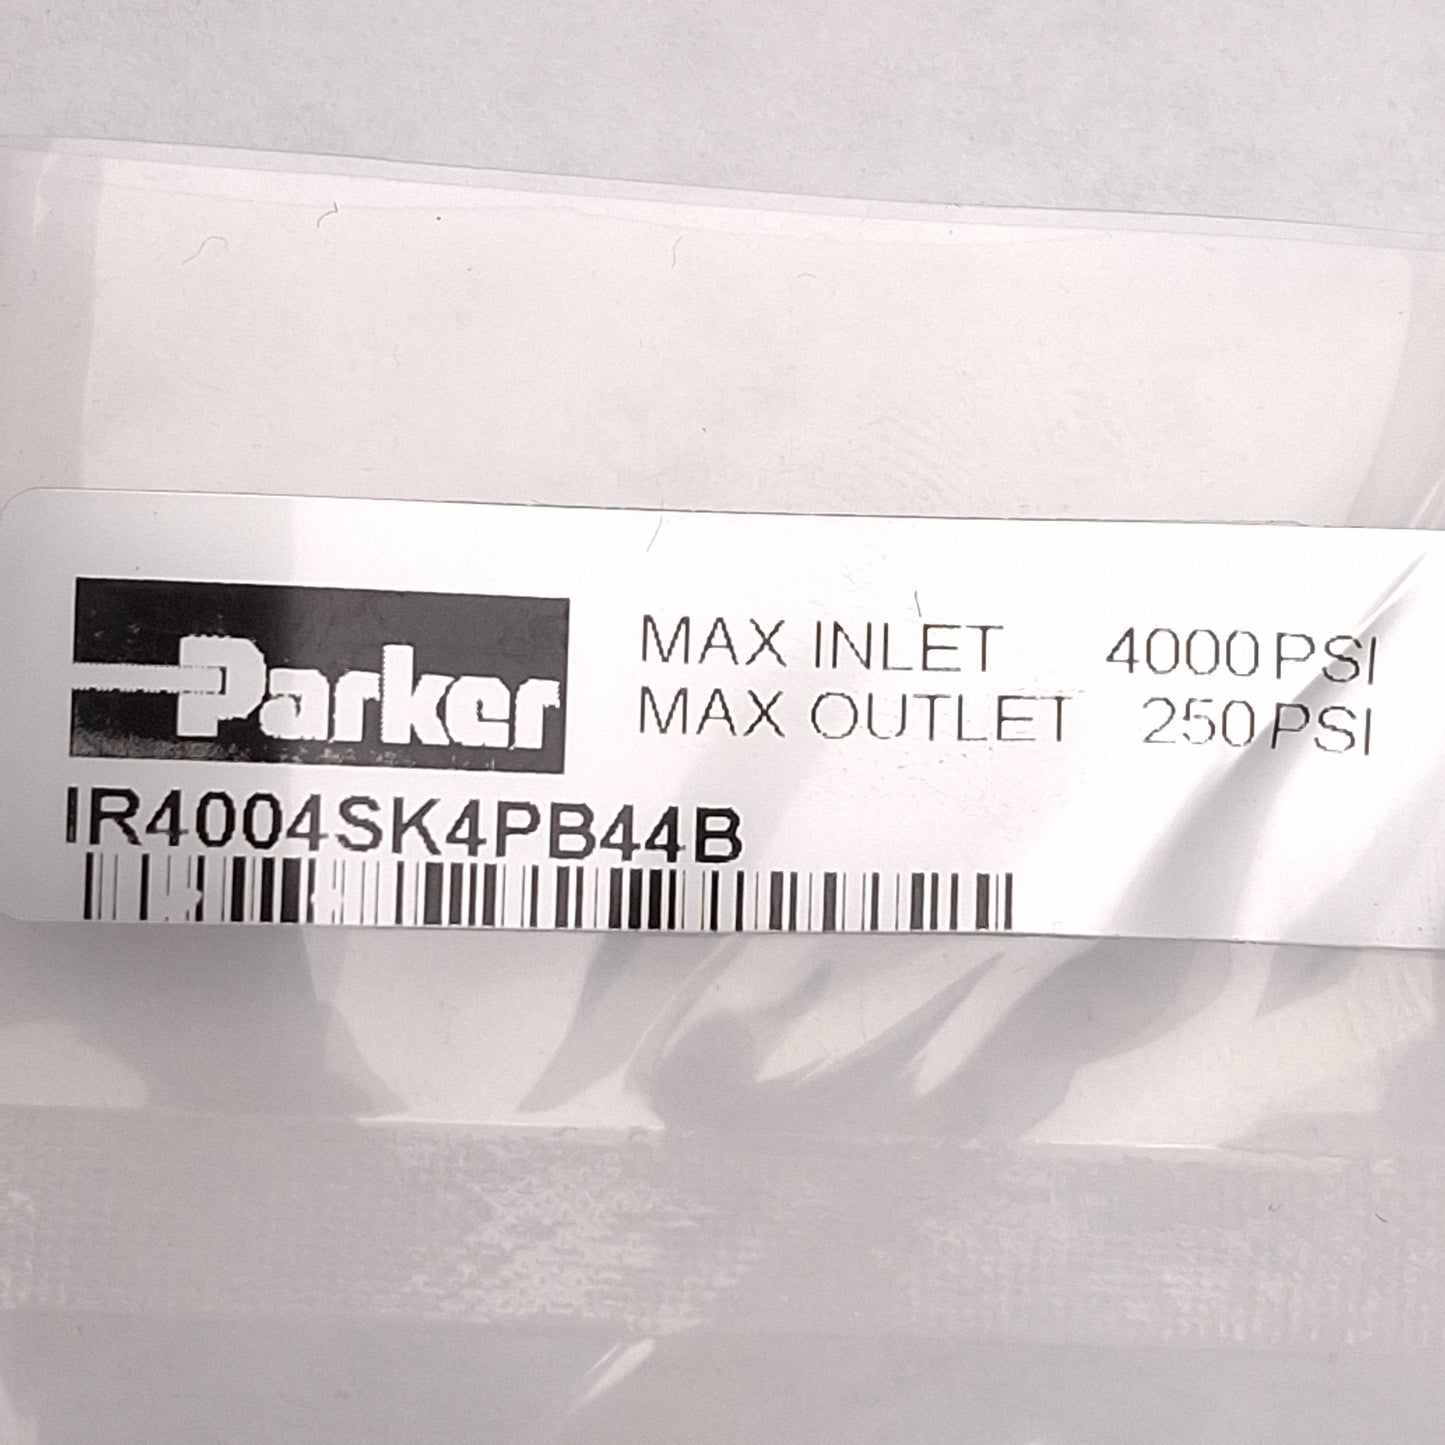 Parker
MAX INLET 4000 PSI
MAX OUTLET 250 PSI
IR4004SK4PB44B